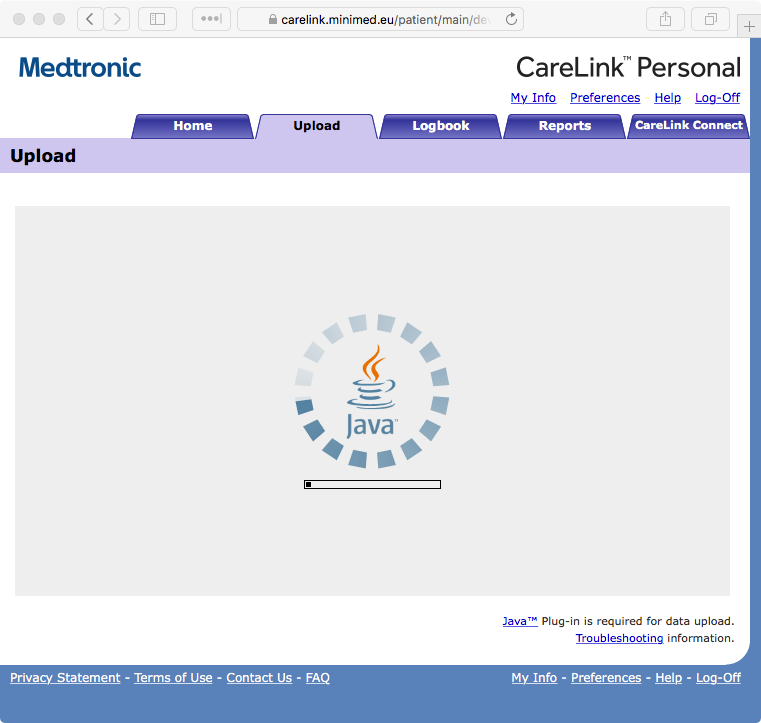 carelink.minimed.eu/patient/main/de
Medtronic
CareLink™ Personal
My Info Preferences Help Log-Off
Home Upload Logbook Reports CareLink Connect
Upload
Java™
Java™ Plug-in is required for data upload.
Troubleshooting information.
Privacy Statement - Terms of Use - Contact Us - FAQ
My Info - Preferences - Help - Log-Off